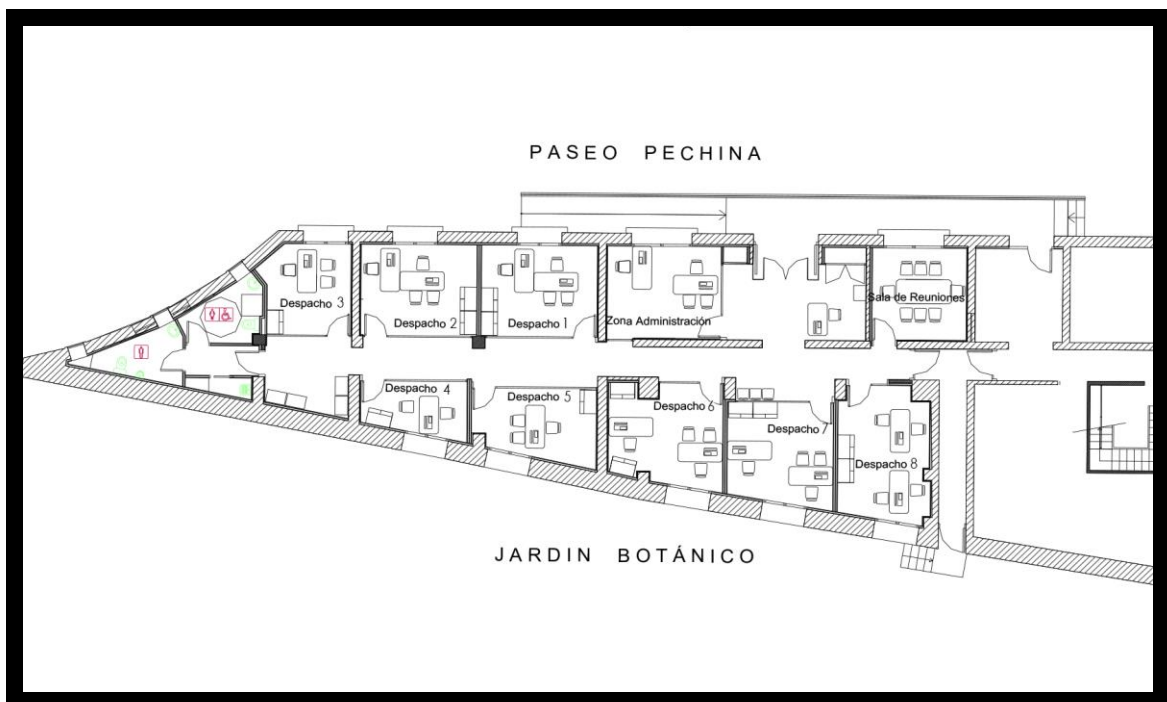 PASEO PECHINA
Despacho 3
Despacho 2
Despacho 1
Zona Administración
Sala de Reuniones
Despacho 4
Despacho 5
Despacho 6
Despacho 7
Despacho 8
JARDIN BOTÁNICO